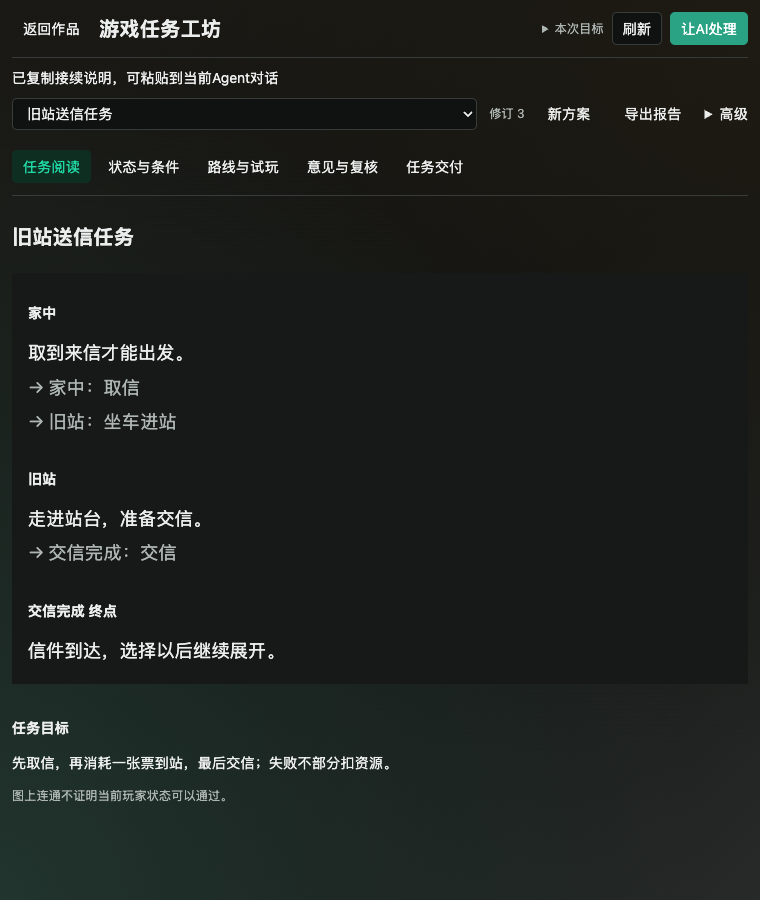 返回作品 游戏任务工坊 ▶ 本次目标 刷新 让AI处理
已复制接续说明，可粘贴到当前Agent对话
旧站送信任务 修订 3 新方案 导出报告 ▶ 高级
任务阅读 状态与条件 路线与试玩 意见与复核 任务交付
旧站送信任务
家中
取到来信才能出发。
→ 家中：取信
→ 旧站：坐车进站
旧站
走进站台，准备交信。
→ 交信完成：交信
交信完成 终点
信件到达，选择以后继续展开。
任务目标
先取信，再消耗一张票到站，最后交信；失败不部分扣资源。
图上连通不证明当前玩家状态可以通过。